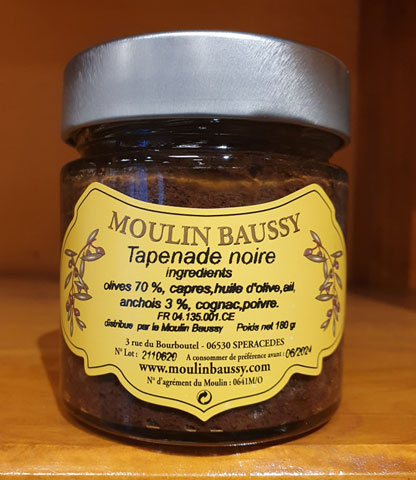 MOULIN BAUSSY
Tapenade noire
ingredients
olives 70 %, capres,huile d'olive,ail,
anchois 3 %, cognac,poivre.
FR 04.135.001.CE
distribue par le Moulin Baussy Poids net 180 gr
3 rue du Bourboutel - 06530 SPERACEDES
N° Lot : 2110620 A consommer de préférence avant : 06/2024
www.moulinbaussy.com
N° d'agrément du Moulin : 0641M/O